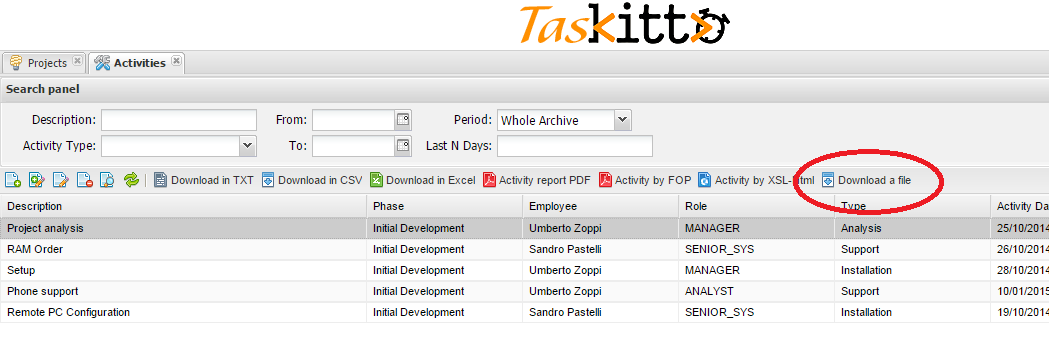 Taskitto
Projects Activities
Search panel
Description: From: Period: Whole Archive
Activity Type: To: Last N Days:
Download in TXT Download in CSV Download in Excel Activity report PDF Activity by FOP Activity by XSL-Html Download a file
Description Phase Employee Role Type Activity Da
Project analysis Initial Development Umberto Zoppi MANAGER Analysis 25/10/2014
RAM Order Initial Development Sandro Pastelli SENIOR_SYS Support 26/10/2014
Setup Initial Development Umberto Zoppi MANAGER Installation 28/10/2014
Phone support Initial Development Umberto Zoppi ANALYST Support 10/01/2015
Remote PC Configuration Initial Development Sandro Pastelli SENIOR_SYS Installation 19/10/2014